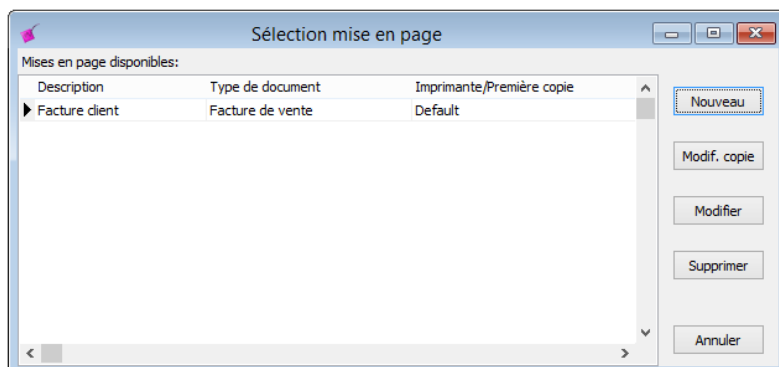 Sélection mise en page
Mises en page disponibles:
Description Type de document Imprimante/Première copie
Facture client Facture de vente Default
Nouveau
Modif. copie
Modifier
Supprimer
Annuler